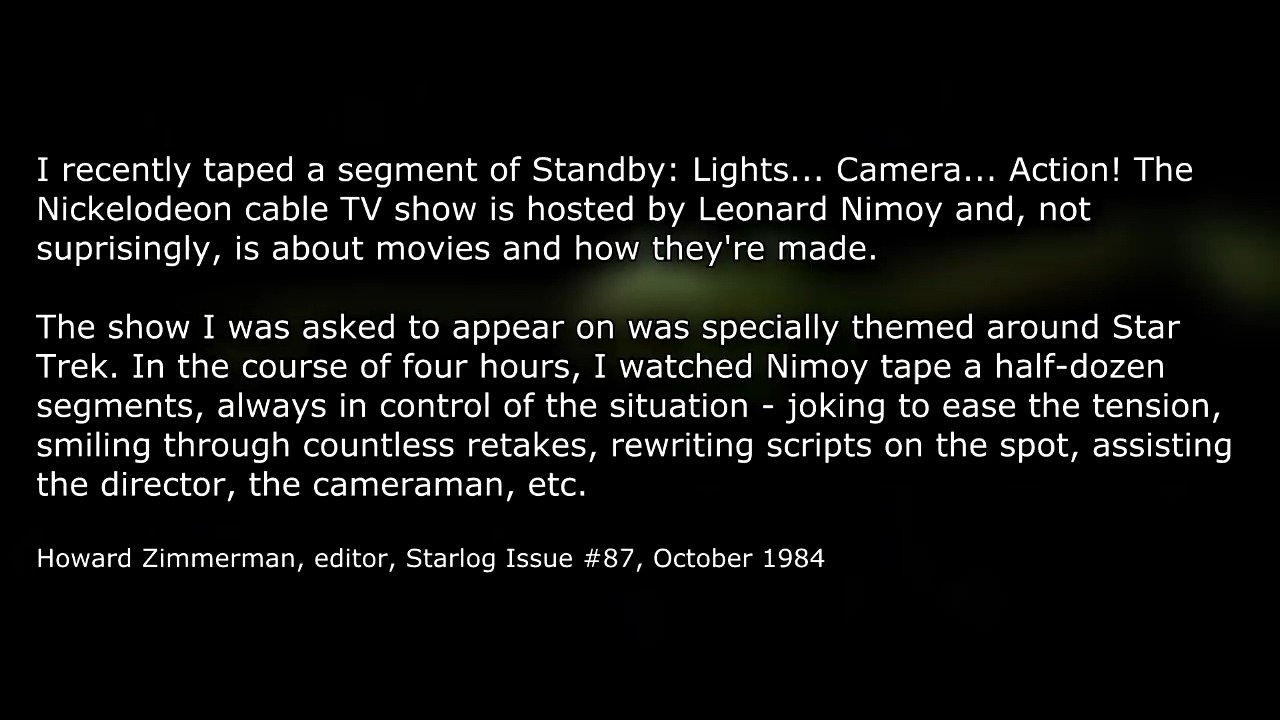 I recently taped a segment of Standby: Lights... Camera... Action! The
Nickelodeon cable TV show is hosted by Leonard Nimoy and, not
suprisingly, is about movies and how they're made.
The show I was asked to appear on was specially themed around Star
Trek. In the course of four hours, I watched Nimoy tape a half-dozen
segments, always in control of the situation - joking to ease the tension,
smiling through countless retakes, rewriting scripts on the spot, assisting
the director, the cameraman, etc.
Howard Zimmerman, editor, Starlog Issue #87, October 1984